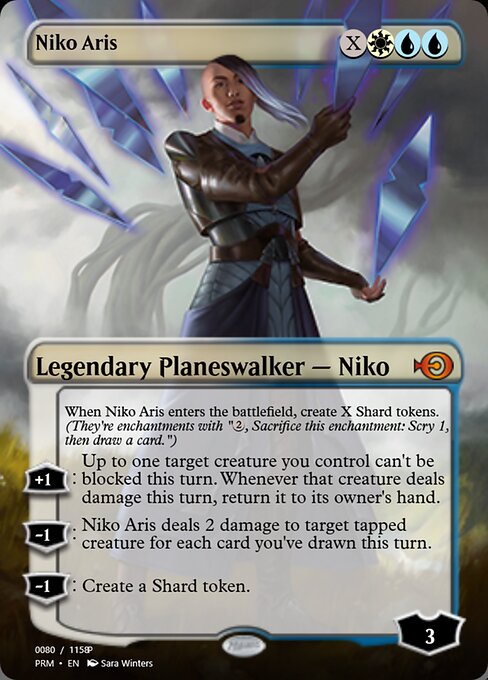 Niko Aris X
Legendary Planeswalker — Niko
When Niko Aris enters the battlefield, create X Shard tokens.
(They're enchantments with "2, Sacrifice this enchantment: Scry 1,
then draw a card.")
+1 : Up to one target creature you control can't be
blocked this turn. Whenever that creature deals
damage this turn, return it to its owner's hand.
-1 : Niko Aris deals 2 damage to target tapped
creature for each card you've drawn this turn.
-1 : Create a Shard token.
3
0080 / 1158P
PRM • EN Sara Winters